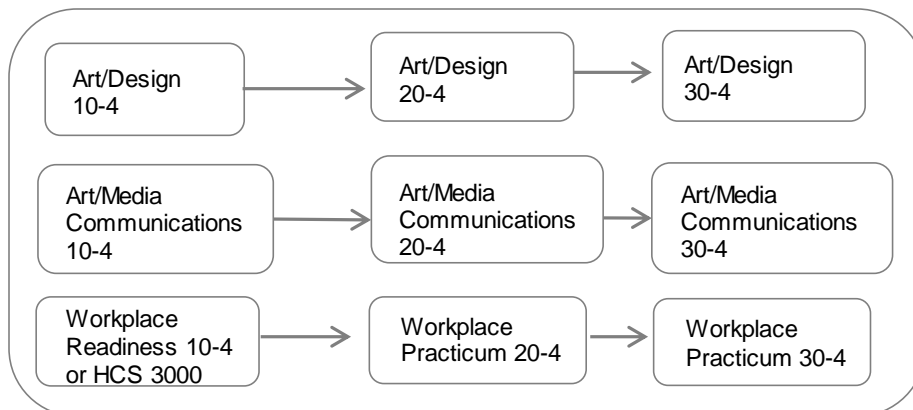 Art/Design
10-4
Art/Design
20-4
Art/Design
30-4
Art/Media
Communications
10-4
Art/Media
Communications
20-4
Art/Media
Communications
30-4
Workplace
Readiness 10-4
or HCS 3000
Workplace
Practicum 20-4
Workplace
Practicum 30-4